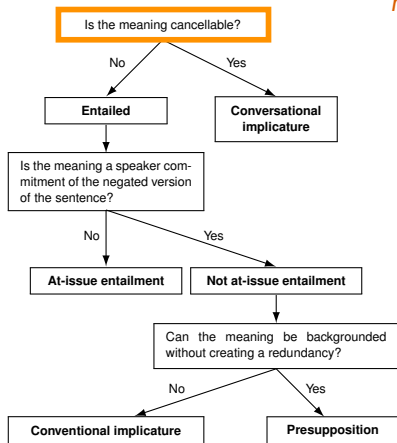 Is the meaning cancellable?
No
Yes
Entailed
Conversational
implicature
Is the meaning a speaker com-
mitment of the negated version
of the sentence?
No
Yes
At-issue entailment
Not at-issue entailment
Can the meaning be backgrounded
without creating a redundancy?
No
Yes
Conventional implicature
Presupposition